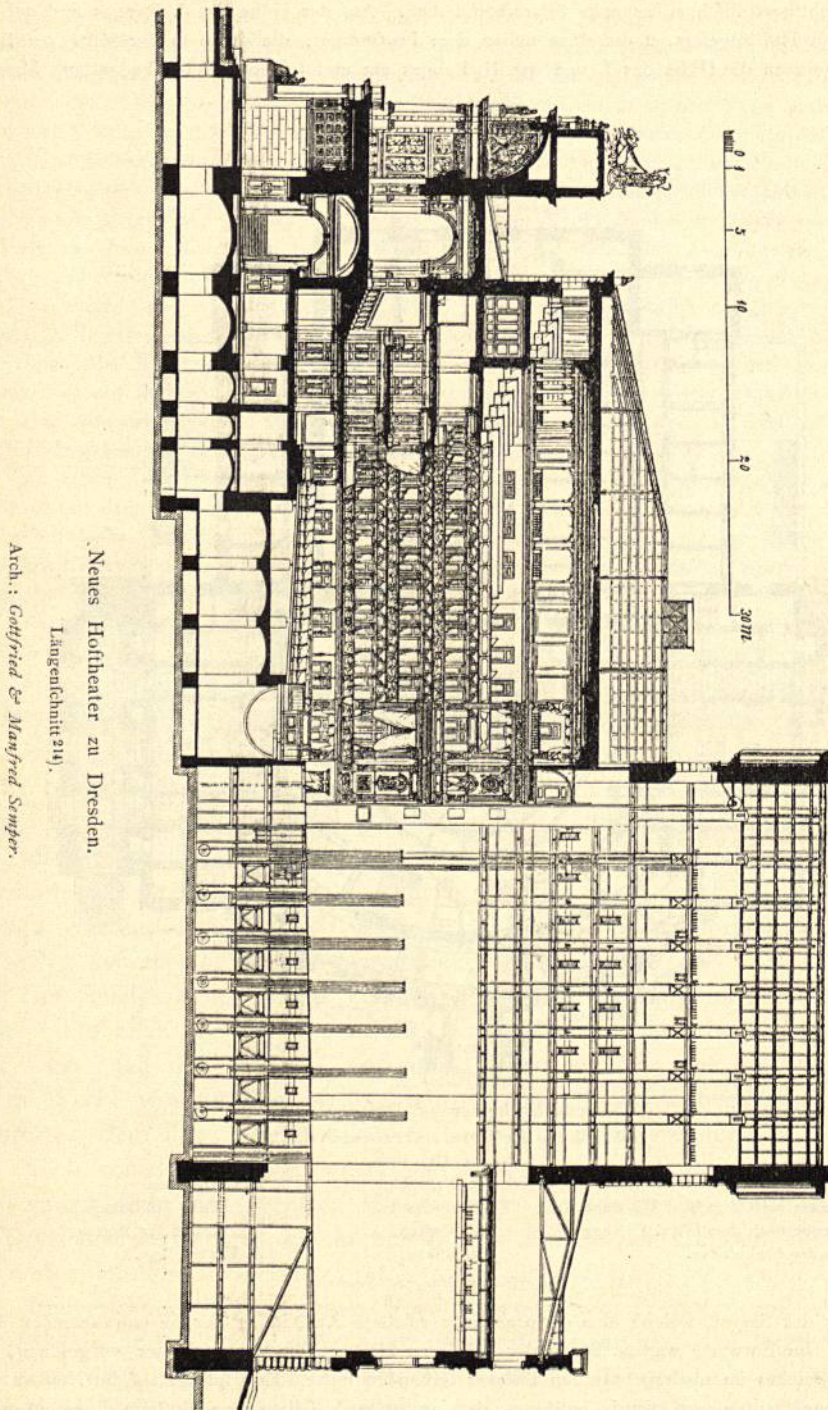 0 1 5 10 20 30m
Neues Hoftheater zu Dresden.
Längenſchnitt ²¹⁴).
Arch.: Gottfried & Manfred Semper.